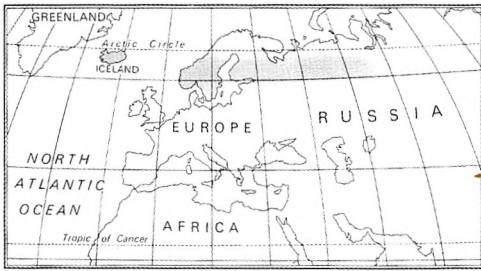 GREENLAND
Arctic Circle
ICELAND
EUROPE
RUSSIA
NORTH
ATLANTIC
OCEAN
AFRICA
Tropic of Cancer